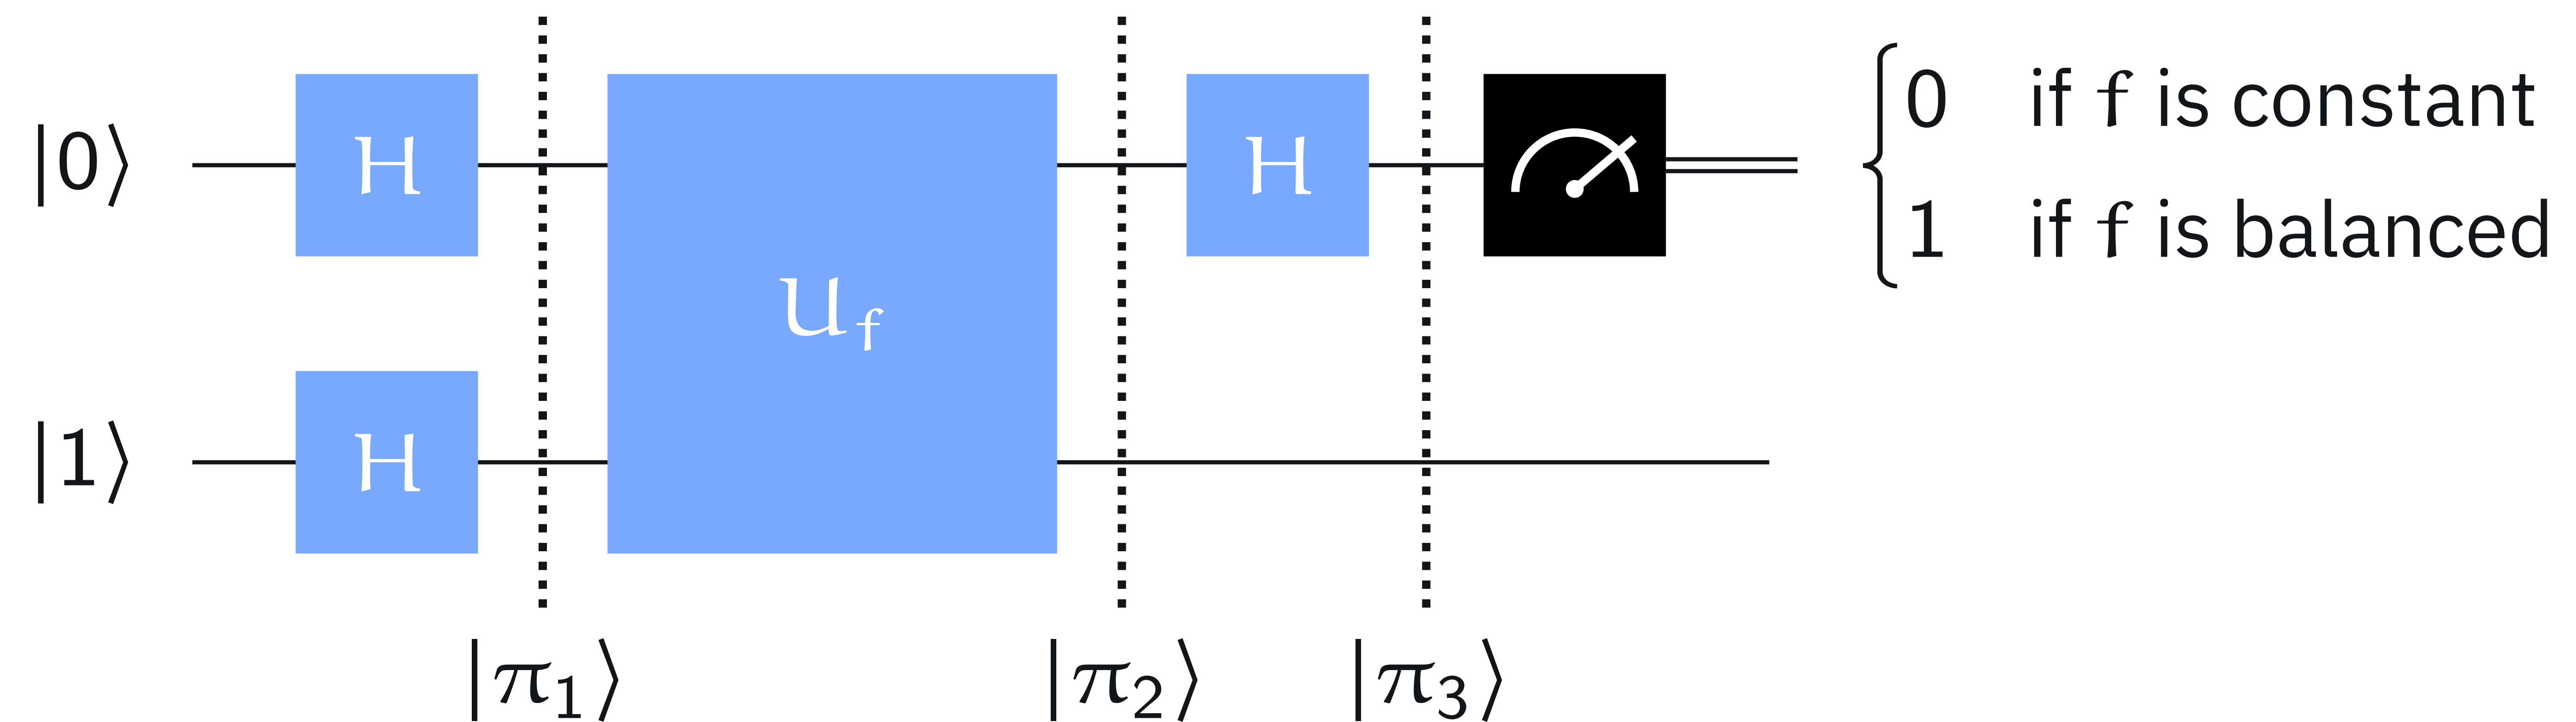 |0⟩ H H 0 if f is constant
U_f 1 if f is balanced
|1⟩ H
|π₁⟩ |π₂⟩ |π₃⟩